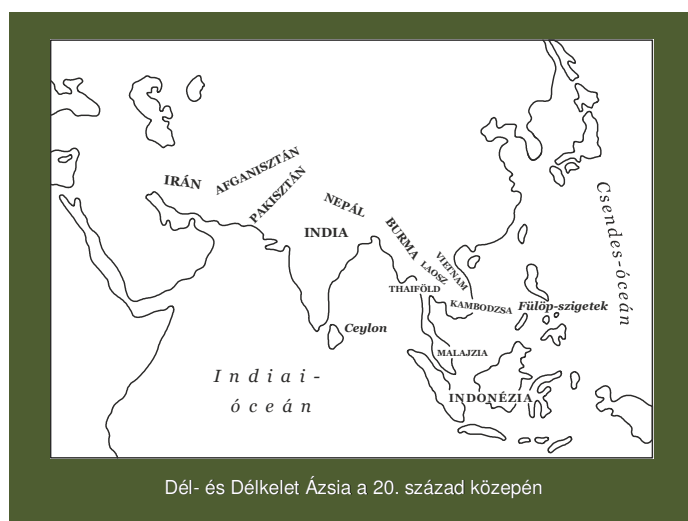 IRÁN
AFGANISZTÁN
PAKISZTÁN
NEPÁL
INDIA
BURMA
LAOSZ
VIETNAM
THAIFÖLD
KAMBODZSA
Fülöp-szigetek
Csendes-óceán
Ceylon
MALAJZIA
INDONÉZIA
Indiai-
óceán
Dél- és Délkelet Ázsia a 20. század közepén